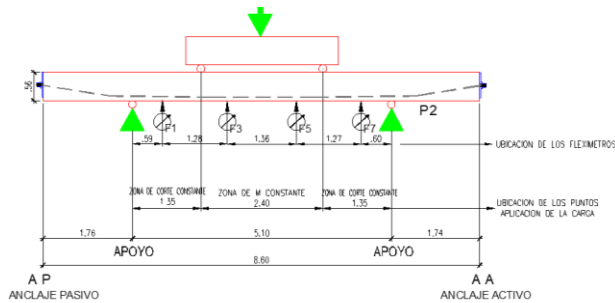 .56
P2
F1
F3
F5
F7
.59
1.28
1.36
1.27
.60
UBICACION DE LOS FLEXIMETROS
ZONA DE CORTE CONSTANTE
ZONA DE M CONSTANTE
ZONA DE CORTE CONSTANTE
1.35
2.40
1.35
UBICACION DE LOS PUNTOS
APLICACION DE LA CARGA
1.76
5.10
1.74
APOYO
APOYO
8.60
A P
A A
ANCLAJE PASIVO
ANCLAJE ACTIVO